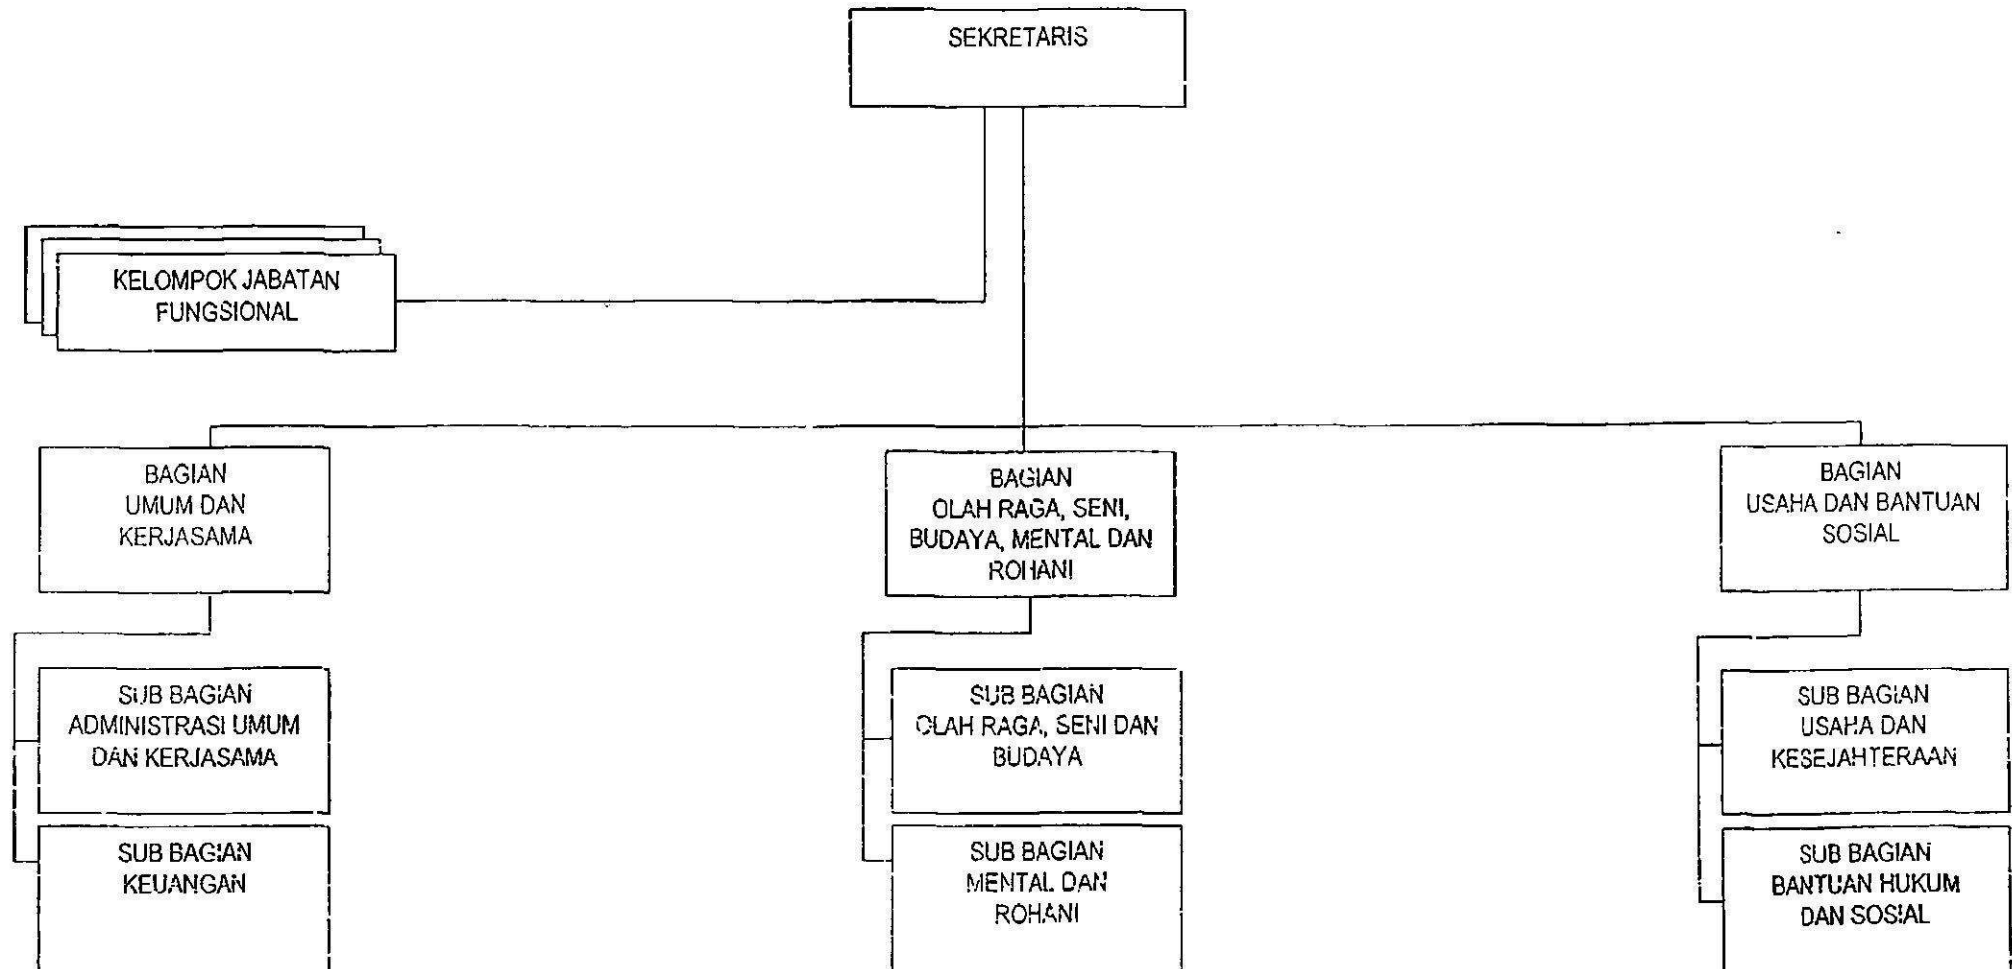 SEKRETARIS
KELOMPOK JABATAN
FUNGSIONAL
BAGIAN
UMUM DAN
KERJASAMA
BAGIAN
OLAH RAGA, SENI,
BUDAYA, MENTAL DAN
ROHANI
BAGIAN
USAHA DAN BANTUAN
SOSIAL
SUB BAGIAN
ADMINISTRASI UMUM
DAN KERJASAMA
SUB BAGIAN
OLAH RAGA, SENI DAN
BUDAYA
SUB BAGIAN
USAHA DAN
KESEJAHTERAAN
SUB BAGIAN
KEUANGAN
SUB BAGIAN
MENTAL DAN
ROHANI
SUB BAGIAN
BANTUAN HUKUM
DAN SOSIAL